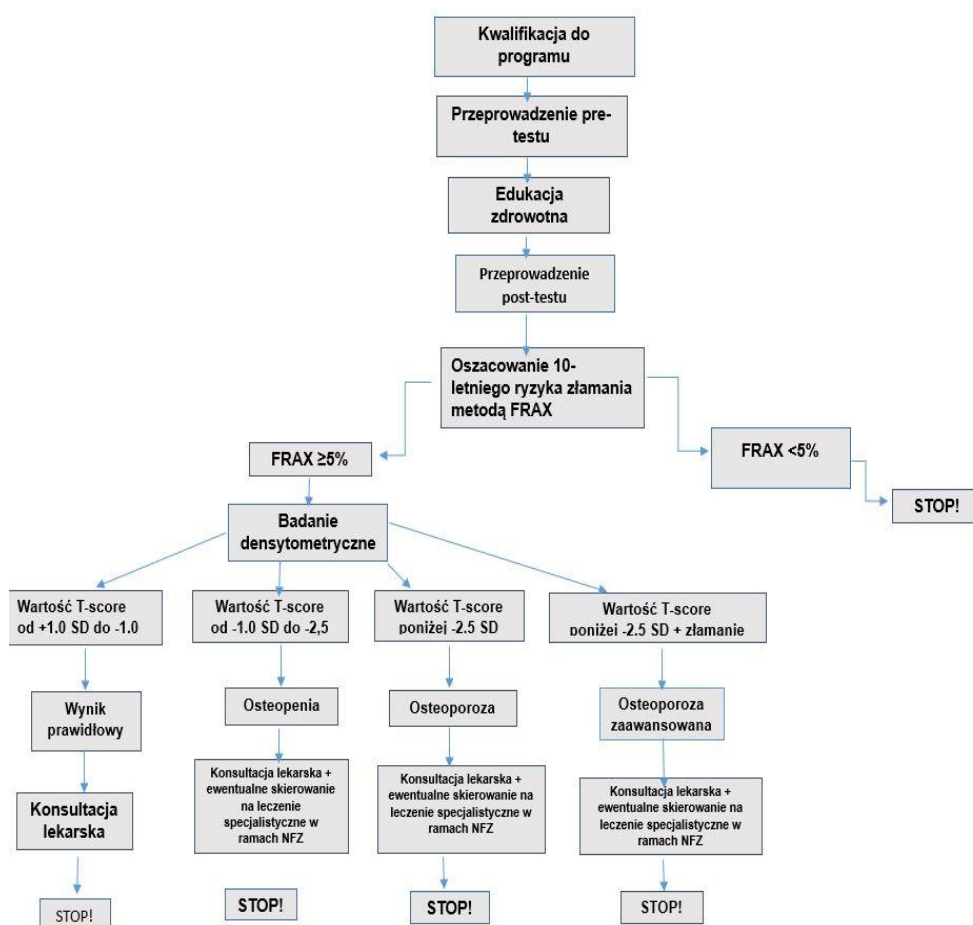 Kwalifikacja do
programu
Przeprowadzenie pre-
testu
Edukacja
zdrowotna
Przeprowadzenie
post-testu
Oszacowanie 10-
letniego ryzyka złamania
metodą FRAX
FRAX ≥5%
FRAX <5%
STOP!
Badanie
densytometryczne
Wartość T-score
od +1.0 SD do -1.0
Wartość T-score
od -1.0 SD do -2,5
Wartość T-score
poniżej -2.5 SD
Wartość T-score
poniżej -2.5 SD + złamanie
Wynik
prawidłowy
Osteopenia
Osteoporoza
Osteoporoza
zaawansowana
Konsultacja
lekarska
Konsultacja lekarska +
ewentualne skierowanie
na leczenie
specjalistyczne w
ramach NFZ
Konsultacja lekarska +
ewentualne skierowanie na
leczenie specjalistyczne w
ramach NFZ
Konsultacja lekarska +
ewentualne skierowanie na
leczenie specjalistyczne w
ramach NFZ
STOP!
STOP!
STOP!
STOP!